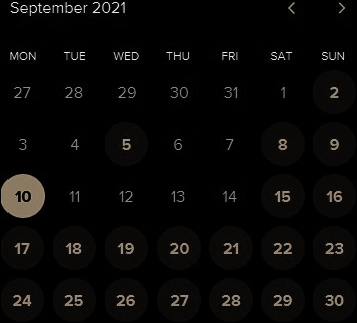 September 2021
MON TUE WED THU FRI SAT SUN
27 28 29 30 31 1 2
3 4 5 6 7 8 9
10 11 12 13 14 15 16
17 18 19 20 21 22 23
24 25 26 27 28 29 30